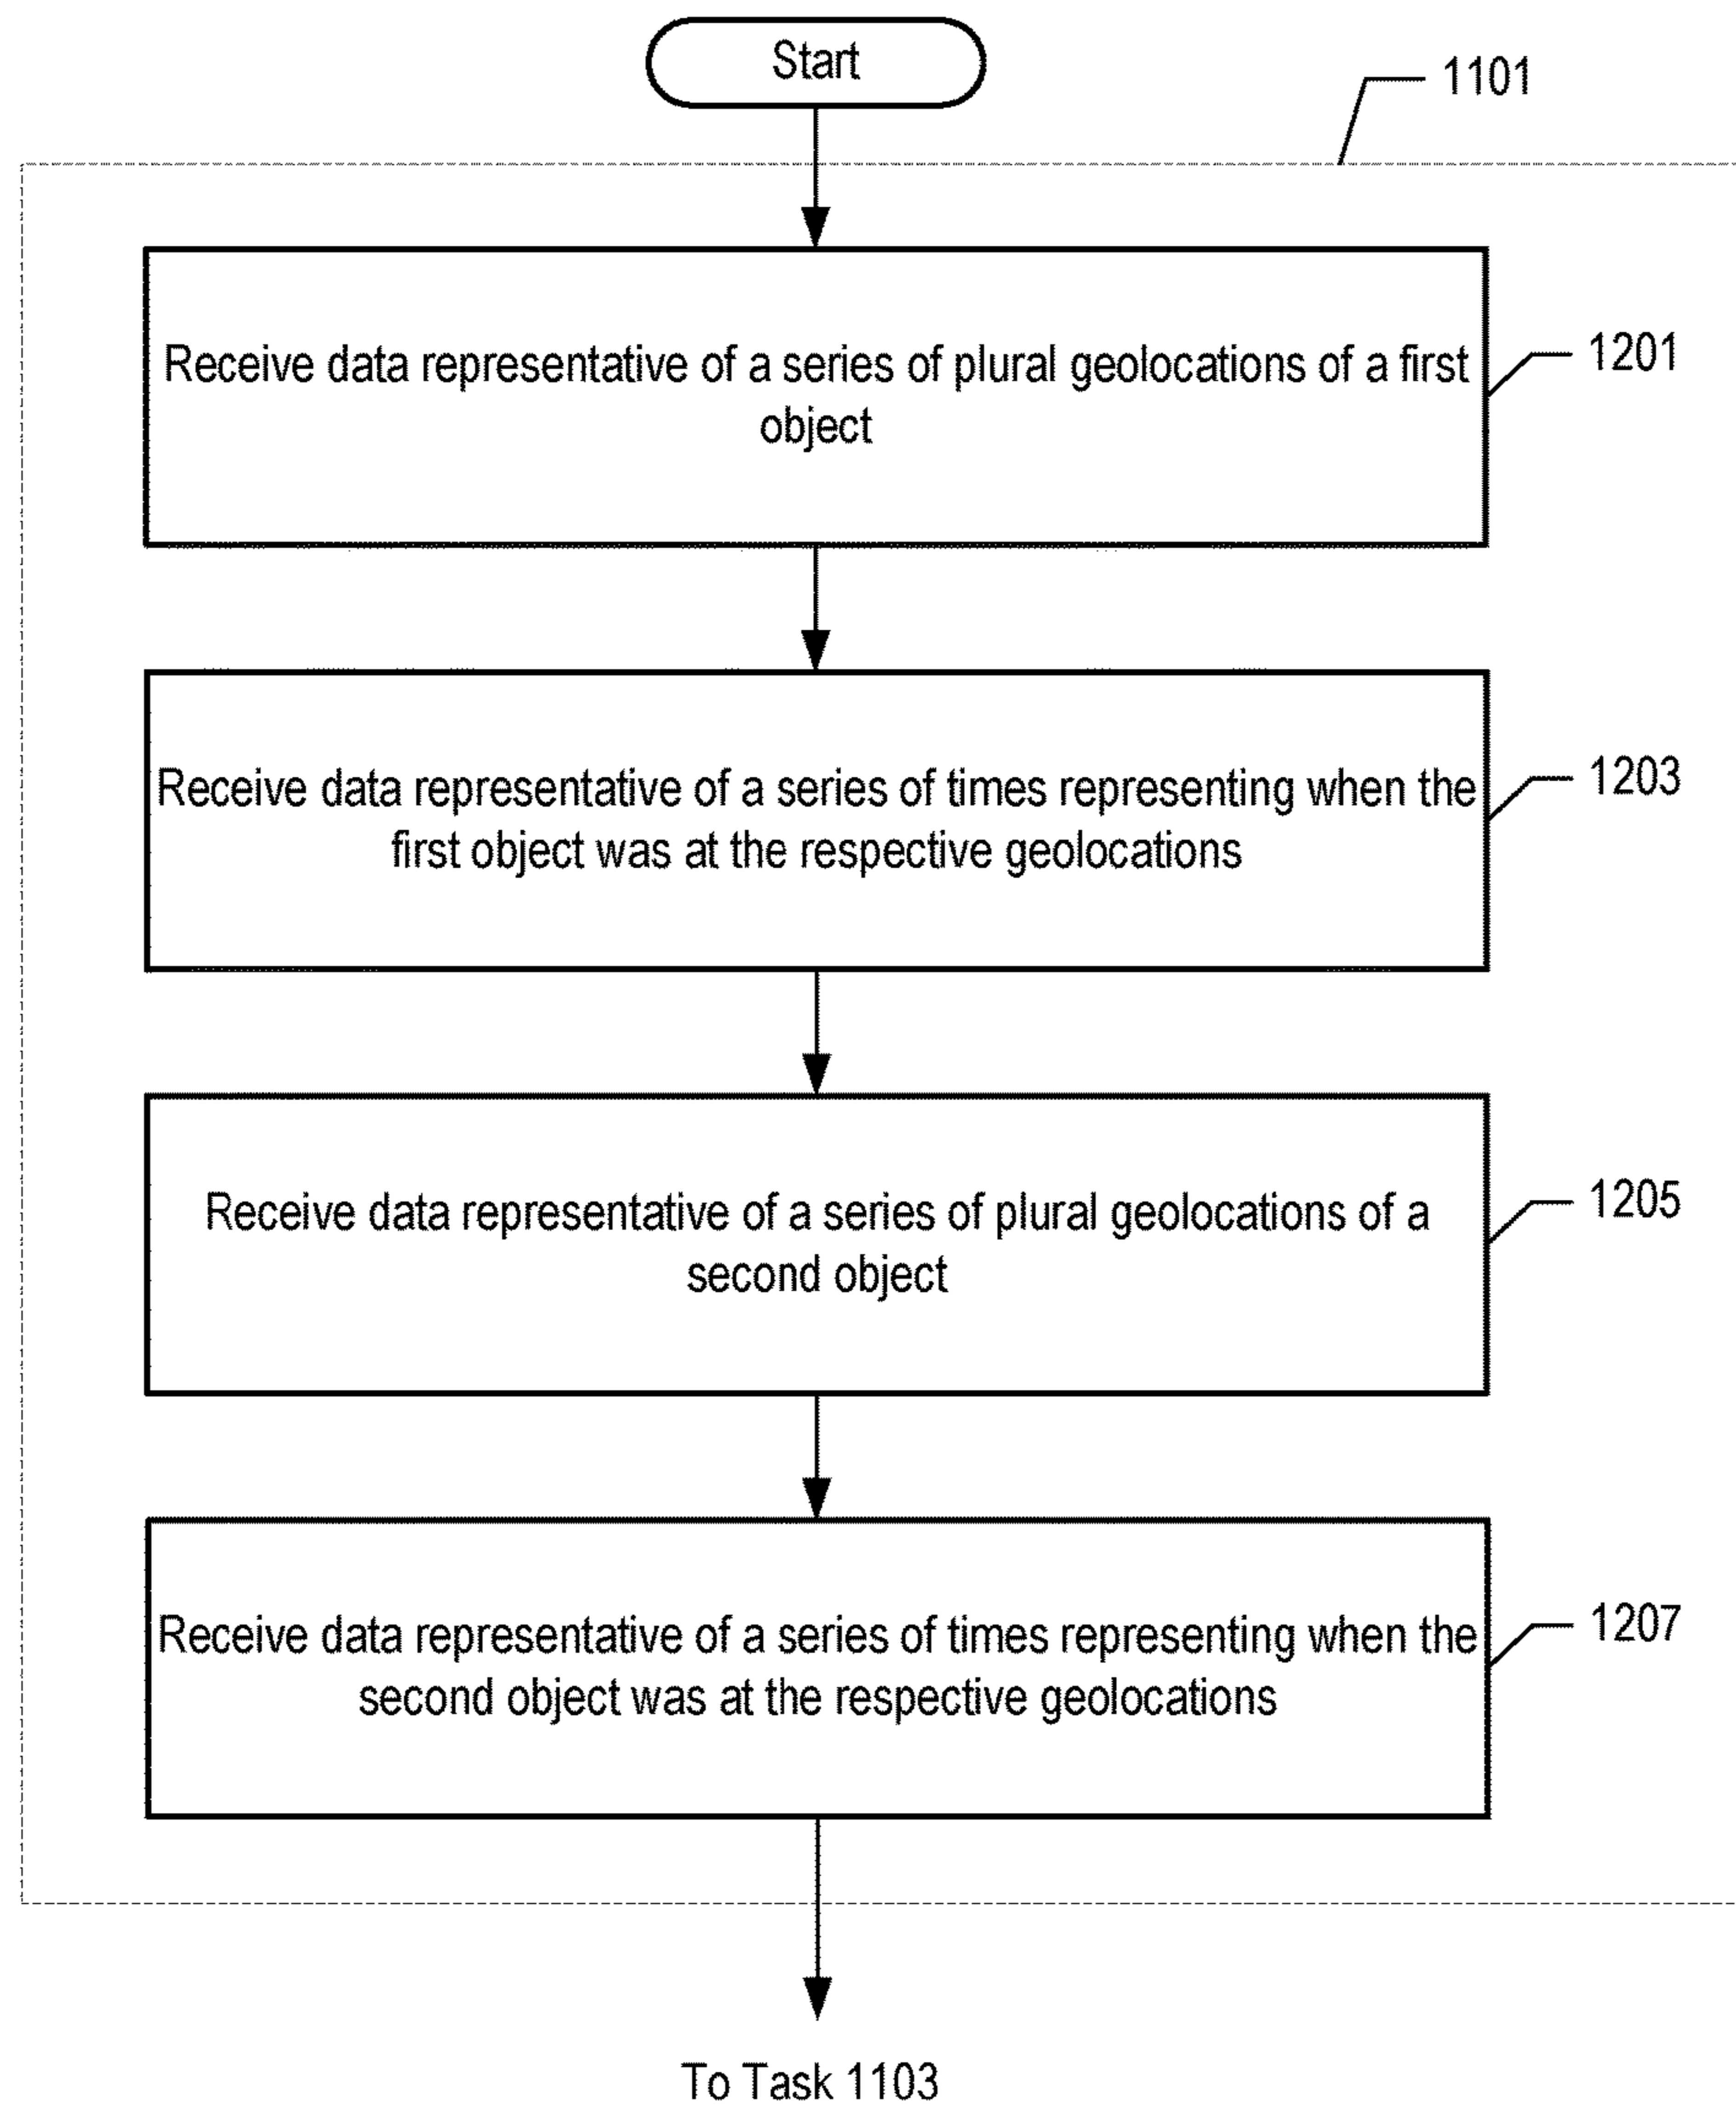 Start
1101
Receive data representative of a series of plural geolocations of a first
object
1201
Receive data representative of a series of times representing when the
first object was at the respective geolocations
1203
Receive data representative of a series of plural geolocations of a
second object
1205
Receive data representative of a series of times representing when the
second object was at the respective geolocations
1207
To Task 1103